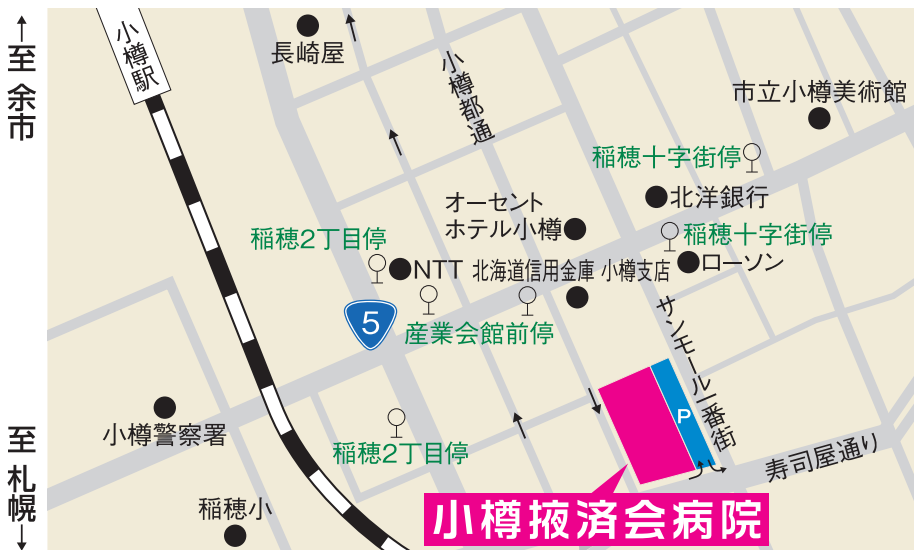 ↑至余市
小樽駅
長崎屋
小樽都通
市立小樽美術館
稲穂十字街停
オーセント
ホテル小樽
北洋銀行
稲穂2丁目停
稲穂十字街停
NTT
北海道信用金庫 小樽支店
ローソン
5
産業会館前停
サンモール一番街
P
小樽警察署
稲穂2丁目停
寿司屋通り
至札幌↓
稲穂小
小樽掖済会病院